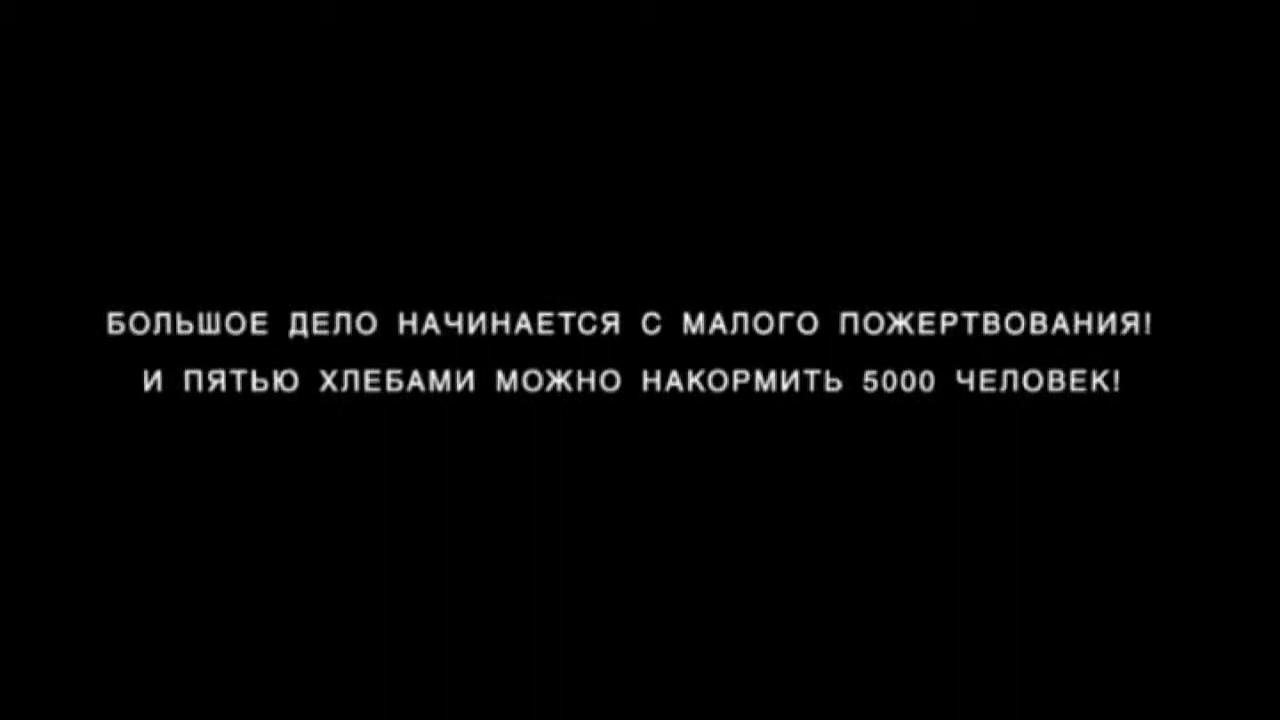 БОЛЬШОЕ ДЕЛО НАЧИНАЕТСЯ С МАЛОГО ПОЖЕРТВОВАНИЯ!
И ПЯТЬЮ ХЛЕБАМИ МОЖНО НАКОРМИТЬ 5000 ЧЕЛОВЕК!